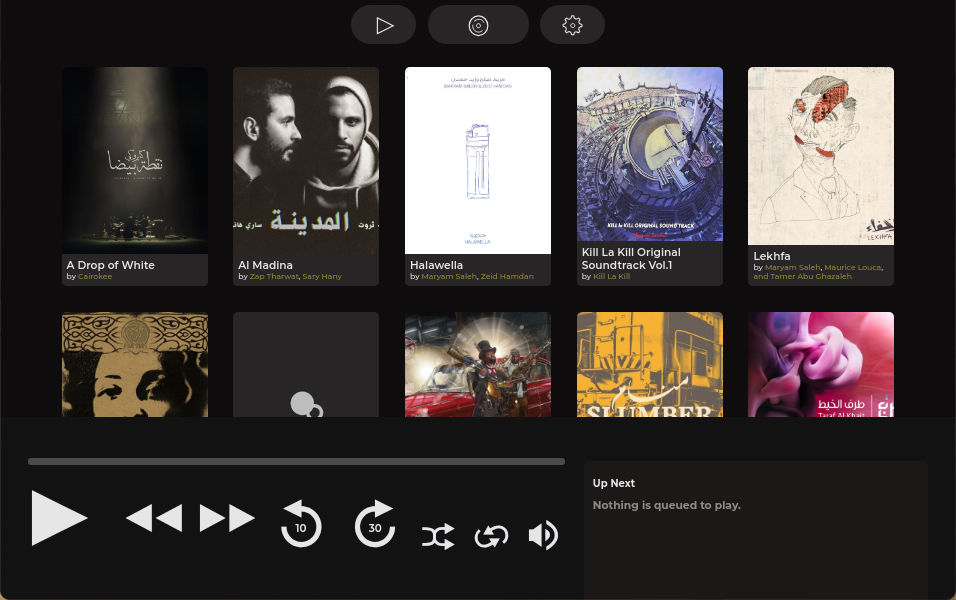 كايروكي
نقطة بيضا
A Drop of White
by Cairokee
ثروت
المدينة
ساري هاني
Al Madina
by Zap Tharwat, Sary Hany
مريم صالح وزيد حمدان
MARYAM SALEH & ZEID HAMDAN
حلاويلا
HALAWELLA
Halawella
by Maryam Saleh, Zeid Hamdan
KILL la KILL ORIGINAL SOUND TRACK
Kill La Kill Original
Soundtrack Vol.1
by Kill La Kill
LEKHFA
Lekhfa
by Maryam Saleh, Maurice Louca,
and Tamer Abu Ghazaleh
SLUMBER
طرف الخيط
Taraf Al Khait
10
30
Up Next
Nothing is queued to play.